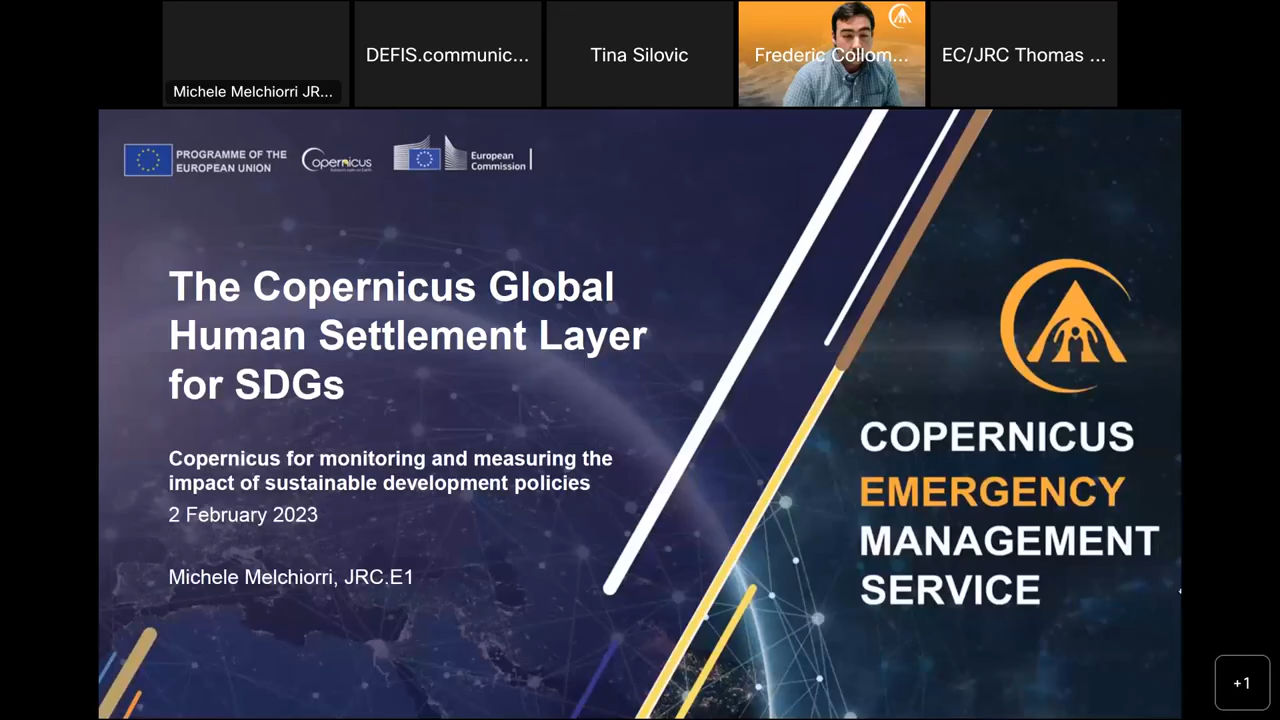 Michele Melchiorri JR...
DEFIS.communic...
Tina Silovic
Frederic Collom...
EC/JRC Thomas ...
PROGRAMME OF THE
EUROPEAN UNION
opernicus
European
Commission
The Copernicus Global
Human Settlement Layer
for SDGs
Copernicus for monitoring and measuring the
impact of sustainable development policies
2 February 2023
Michele Melchiorri, JRC.E1
COPERNICUS
EMERGENCY
MANAGEMENT
SERVICE
+1